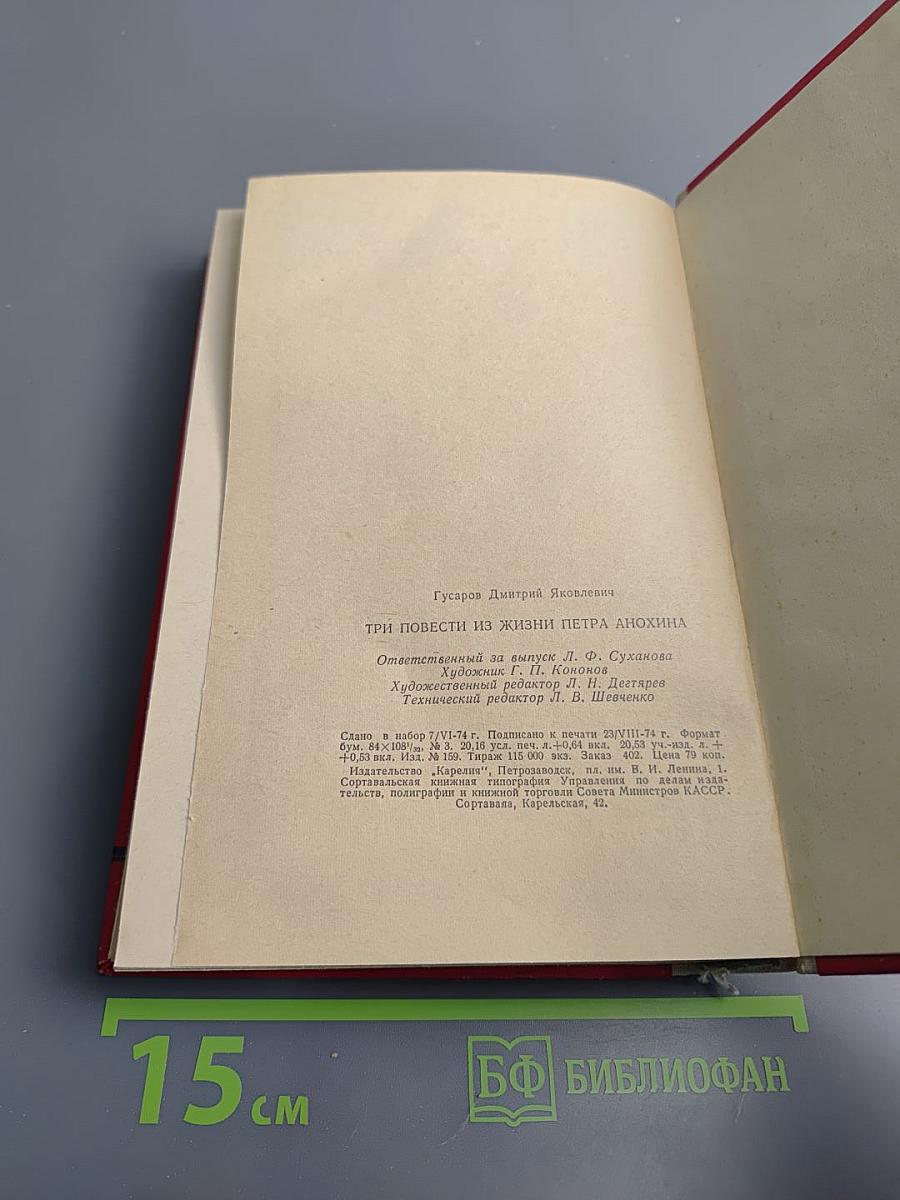 Гусаров Дмитрий Яковлевич
ТРИ ПОВЕСТИ ИЗ ЖИЗНИ ПЕТРА АНОХИНА
Ответственный за выпуск Л. Ф. Суханова
Художник Г. П. Кононов
Художественный редактор Л. Н. Дегтярев
Технический редактор Л. В. Шевченко
Сдано в набор 7/VI-74 г. Подписано к печати 23/VIII-74 г. Формат
бум. 84×108¹/₃₂, № 3. 20,16 усл. печ. л.+0,64 вкл. 20,53 уч.-изд. л. +
+0,53 вкл. Изд. № 159. Тираж 115 000 экз. Заказ 402. Цена 79 коп.
Издательство „Карелия“, Петрозаводск, пл. им. В. И. Ленина, 1.
Сортавальская книжная типография Управления по делам изда-
тельств, полиграфии и книжной торговли Совета Министров КАССР.
Сортавала, Карельская, 42.
15 см
БФ БИБЛИОФАН